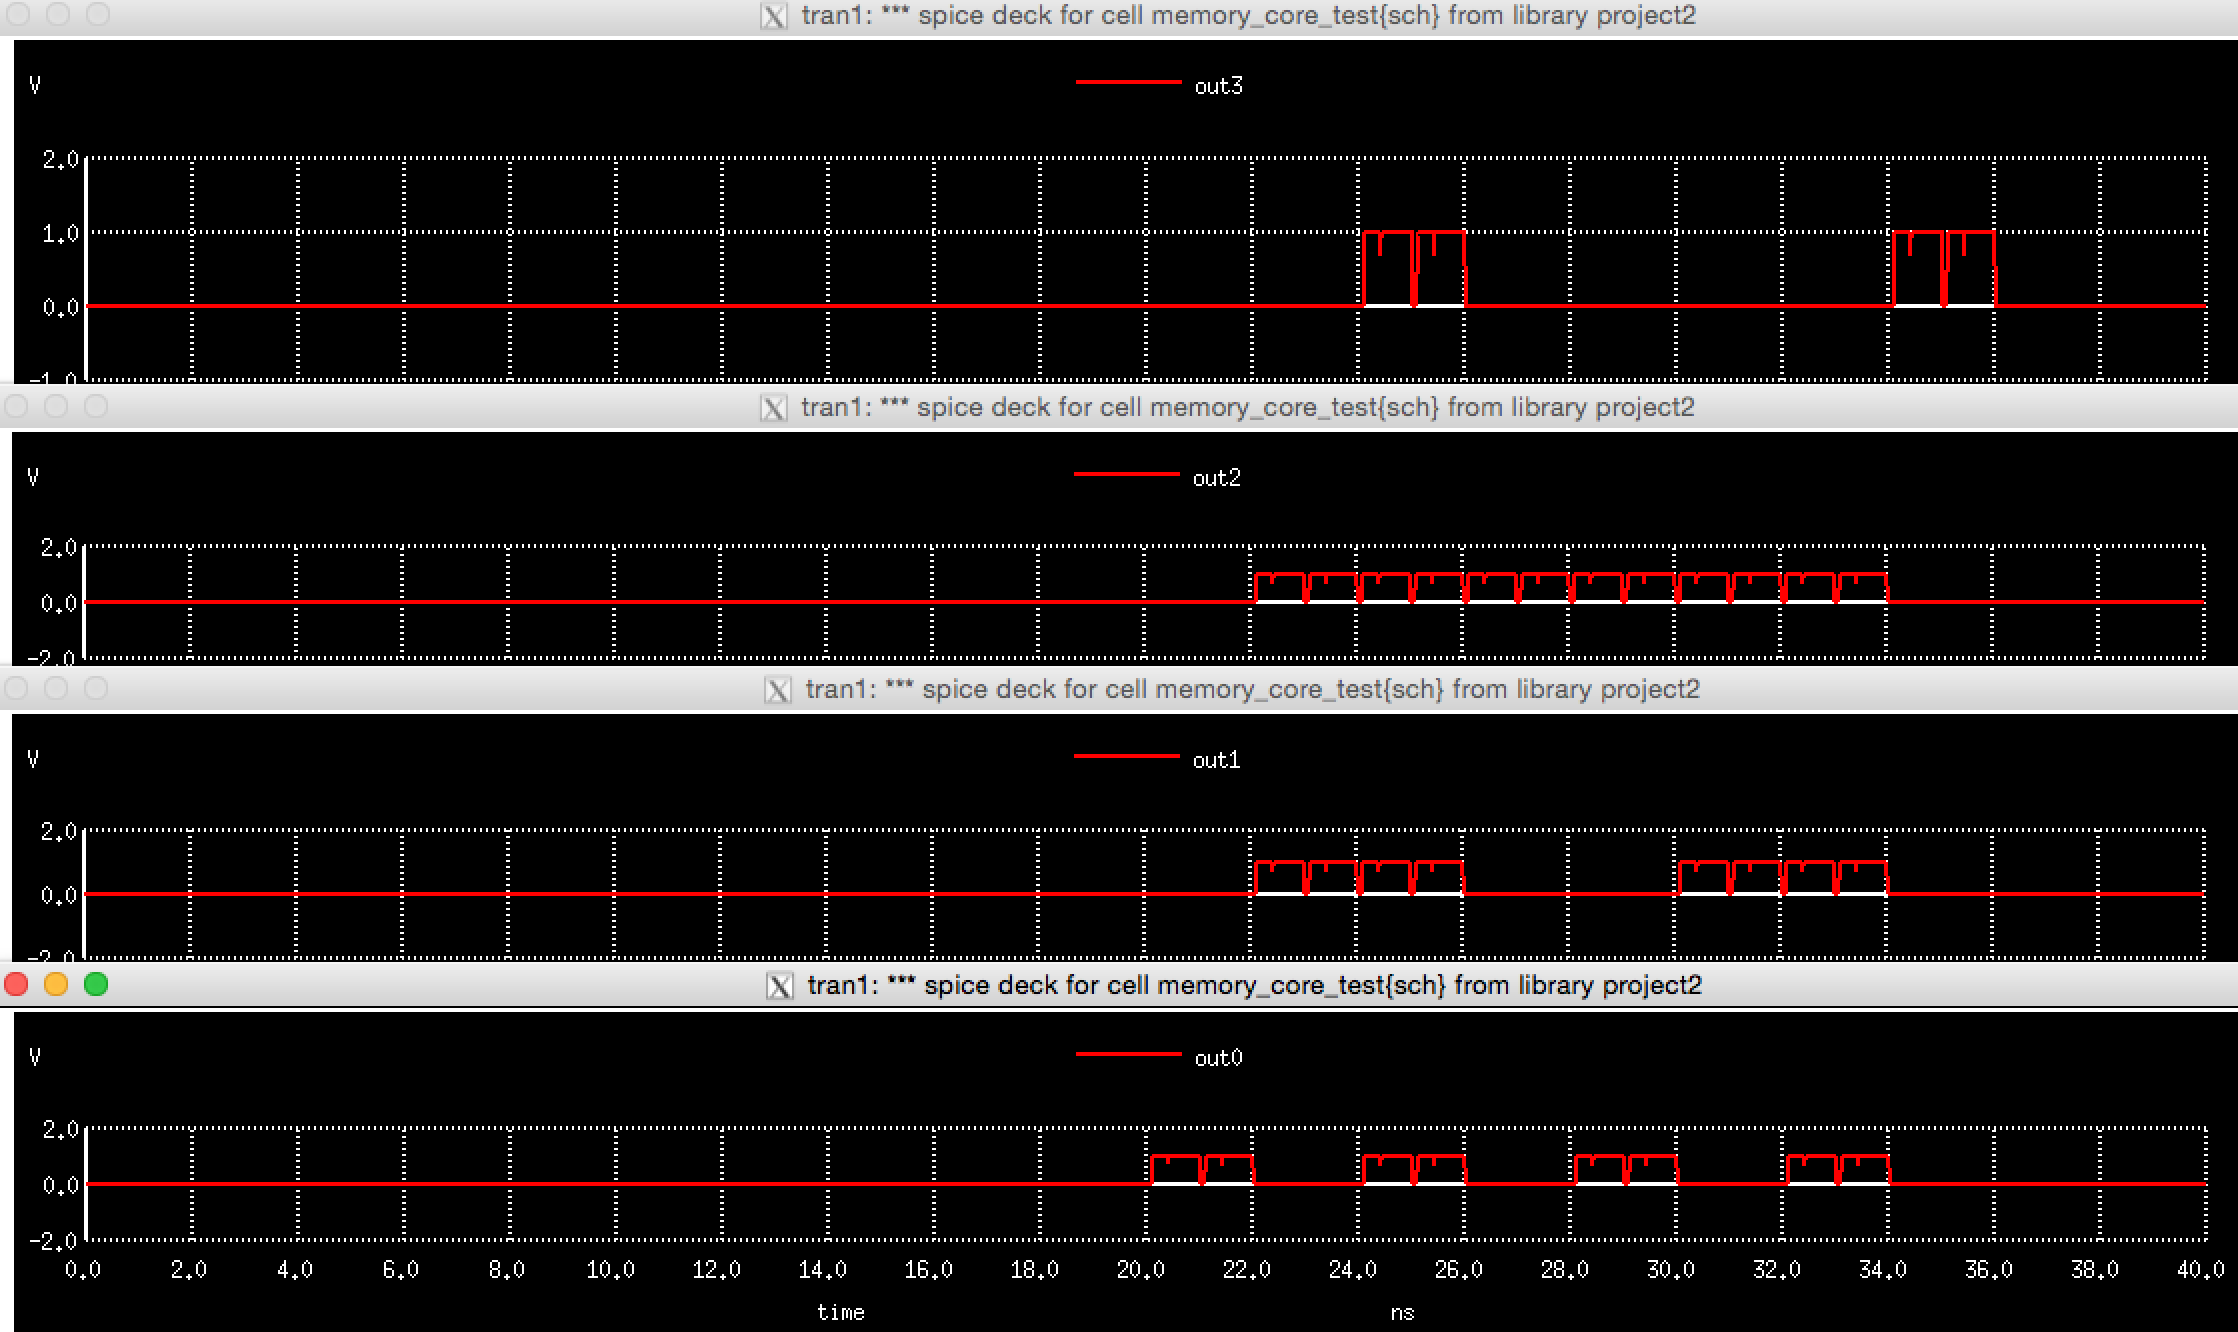 tran1: *** spice deck for cell memory_core_test{sch} from library project2
V
out3
2.0
1.0
0.0
-1.0
tran1: *** spice deck for cell memory_core_test{sch} from library project2
V
out2
2.0
0.0
-2.0
tran1: *** spice deck for cell memory_core_test{sch} from library project2
V
out1
2.0
0.0
-2.0
tran1: *** spice deck for cell memory_core_test{sch} from library project2
V
out0
2.0
0.0
-2.0
0.0 2.0 4.0 6.0 8.0 10.0 12.0 14.0 16.0 18.0 20.0 22.0 24.0 26.0 28.0 30.0 32.0 34.0 36.0 38.0 40.0
time ns